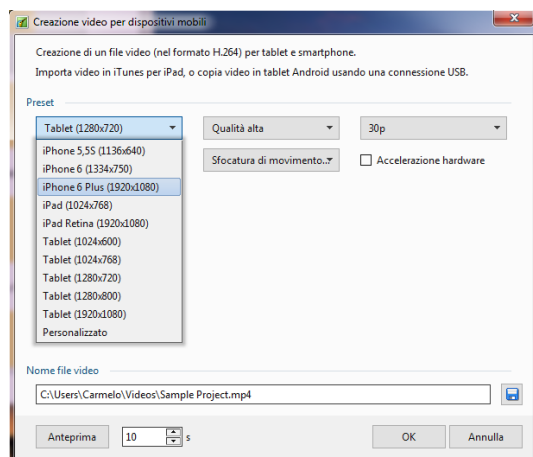 Creazione video per dispositivi mobili
Creazione di un file video (nel formato H.264) per tablet e smartphone.
Importa video in iTunes per iPad, o copia video in tablet Android usando una connessione USB.
Preset
Tablet (1280x720)
Qualità alta
30p
iPhone 5,5S (1136x640)
Sfocatura di movimento...
Accelerazione hardware
iPhone 6 (1334x750)
iPhone 6 Plus (1920x1080)
iPad (1024x768)
iPad Retina (1920x1080)
Tablet (1024x600)
Tablet (1024x768)
Tablet (1280x720)
Tablet (1280x800)
Tablet (1920x1080)
Personalizzato
Nome file video
C:\Users\Carmelo\Videos\Sample Project.mp4
Anteprima
10
s
OK
Annulla